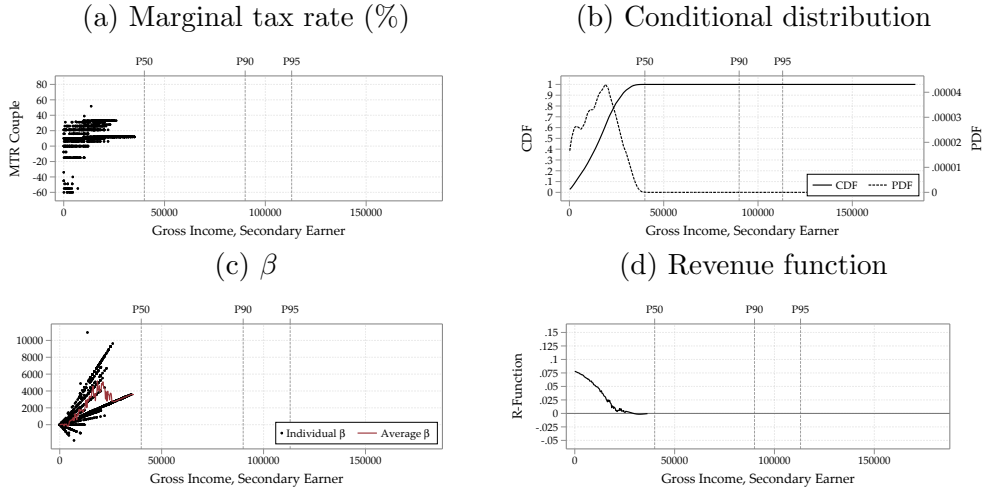 (a) Marginal tax rate (%)
P50 P90 P95
80
60
40
20
0
-20
-40
-60
MTR Couple
0 50000 100000 150000
Gross Income, Secondary Earner
(b) Conditional distribution
P50 P90 P95
1
.9
.8
.7
.6
.5
.4
.3
.2
.1
0
CDF
.00004
.00003
.00002
.00001
0
PDF
CDF PDF
0 50000 100000 150000
Gross Income, Secondary Earner
(c) β
P50 P90 P95
10000
8000
6000
4000
2000
0
Individual β Average β
0 50000 100000 150000
Gross Income, Secondary Earner
(d) Revenue function
P50 P90 P95
.15
.125
.1
.075
.05
.025
0
-.025
-.05
R-Function
0 50000 100000 150000
Gross Income, Secondary Earner